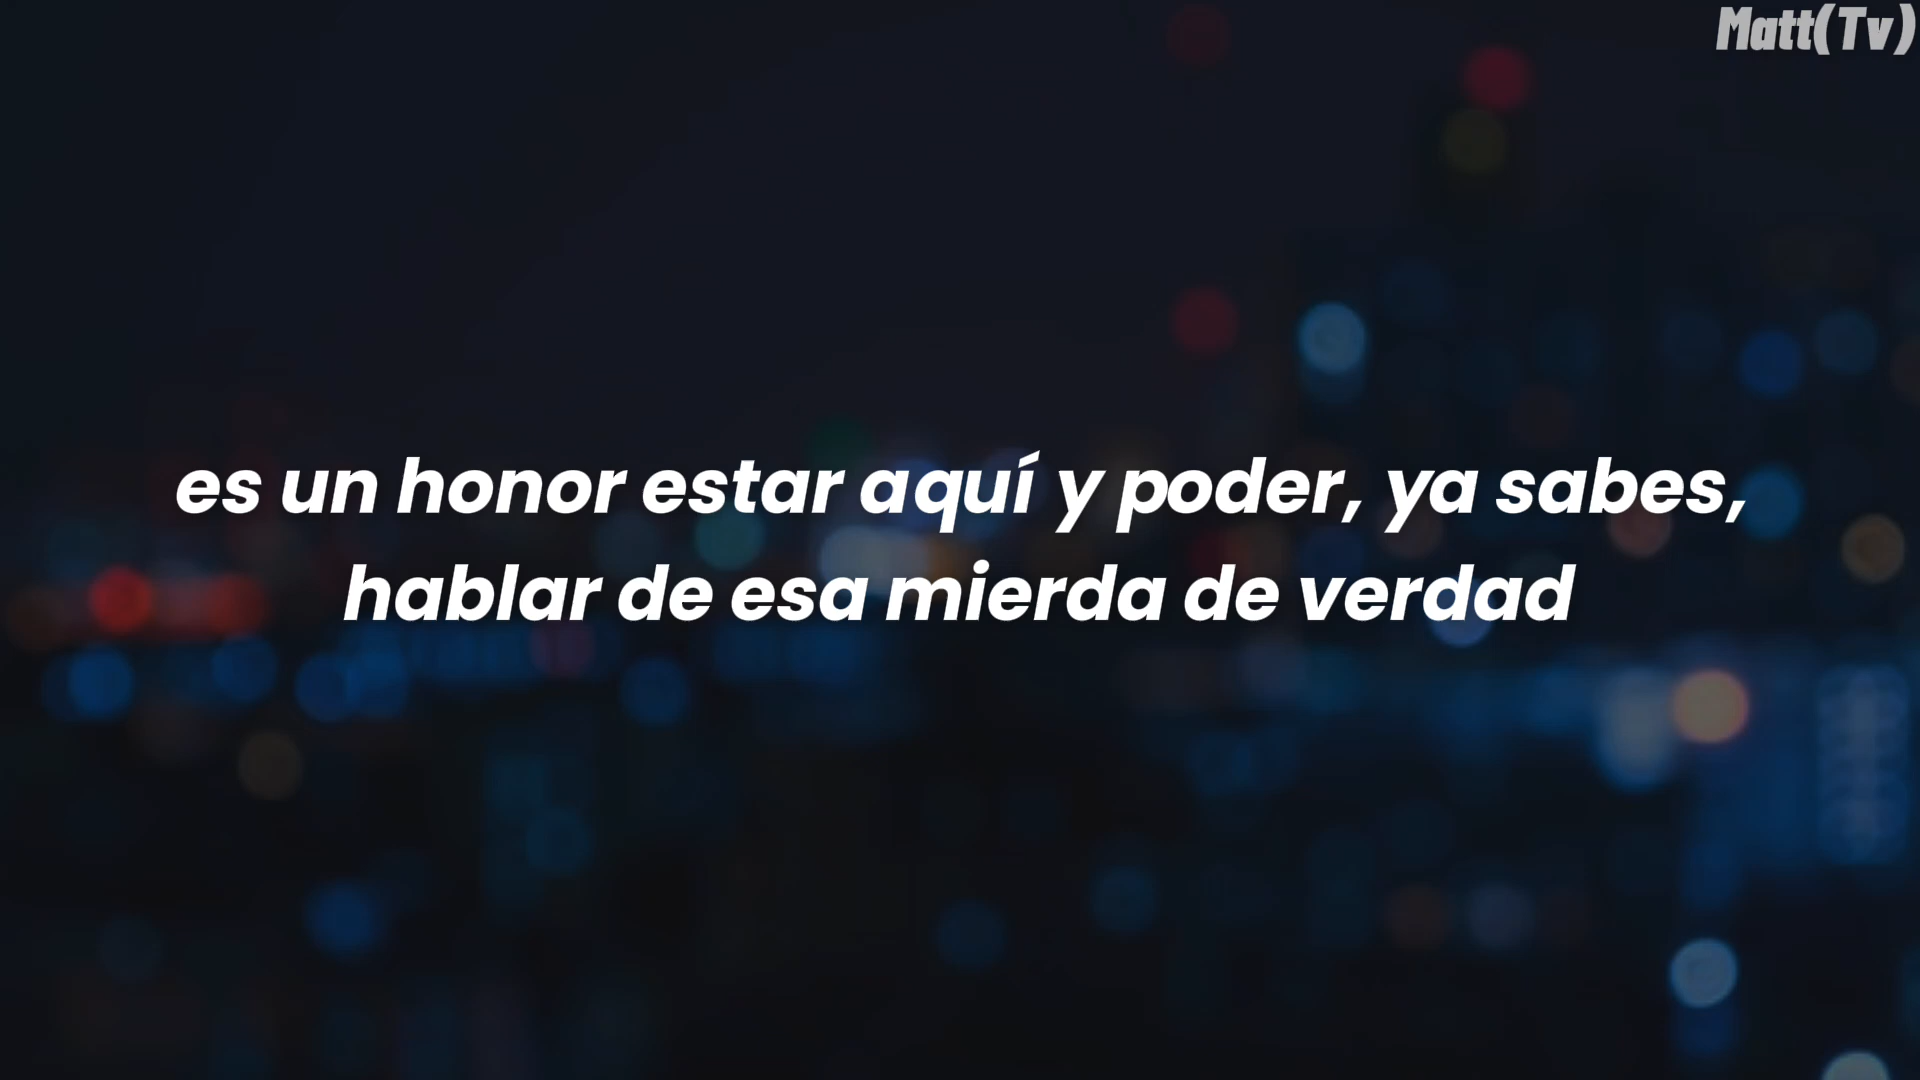 Matt(Tv)
es un honor estar aquí y poder, ya sabes,
hablar de esa mierda de verdad